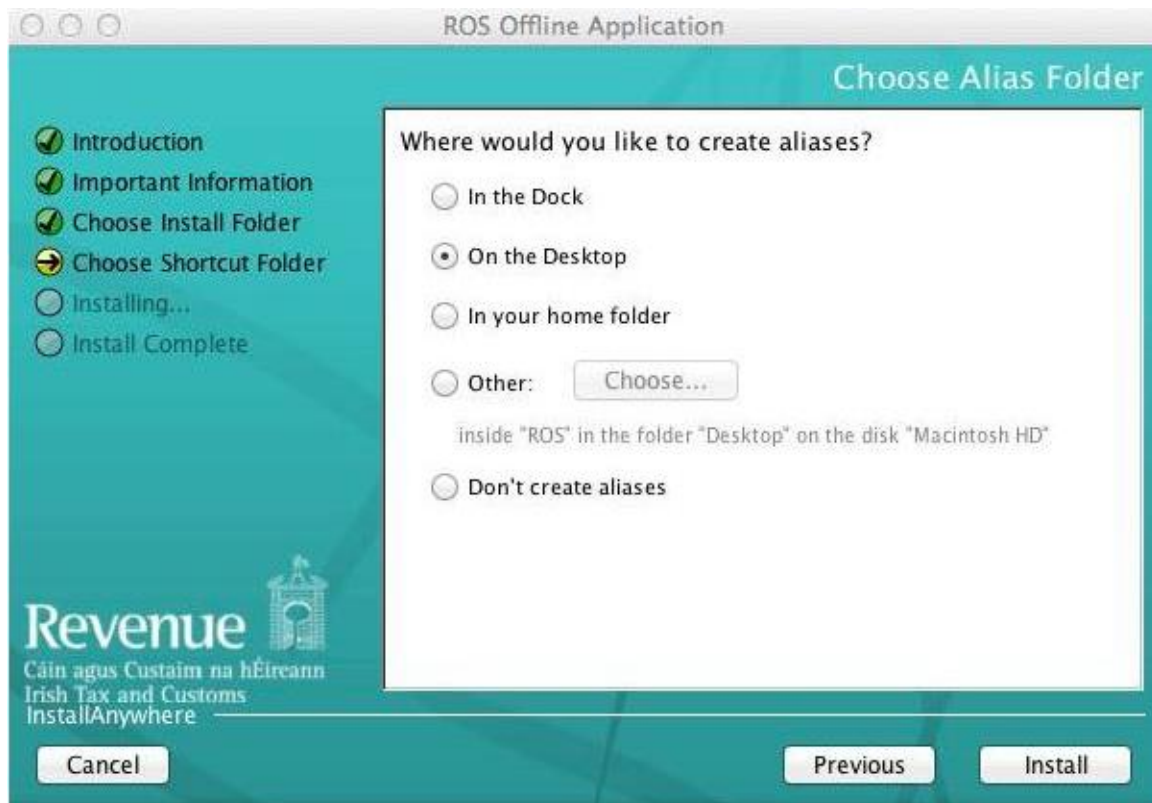 ROS Offline Application
Choose Alias Folder
Introduction
Important Information
Choose Install Folder
Choose Shortcut Folder
Installing...
Install Complete
Where would you like to create aliases?
In the Dock
On the Desktop
In your home folder
Other:
Choose...
inside "ROS" in the folder "Desktop" on the disk "Macintosh HD"
Don't create aliases
Revenue
Cáin agus Custaim na hÉireann
Irish Tax and Customs
InstallAnywhere
Cancel
Previous
Install